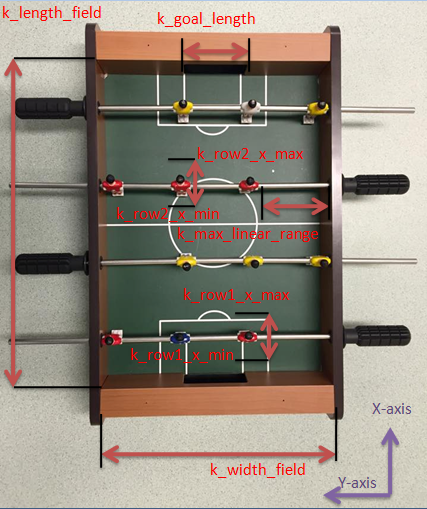 k_length_field
k_goal_length
k_row2_x_max
k_row2_x_min
k_max_linear_range
k_row1_x_max
k_row1_x_min
X-axis
Y-axis
k_width_field